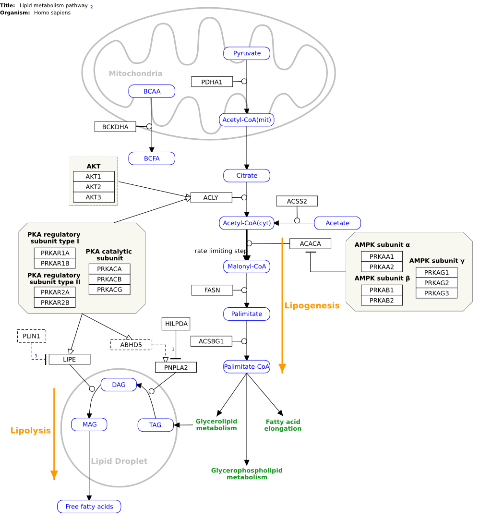 Title: Lipid metabolism pathway
Organism: Homo sapiens
Mitochondria
Pyruvate
PDHA1
BCAA
Acetyl-CoA(mit)
BCKDHA
BCFA
AKT
AKT1
AKT2
AKT3
Citrate
ACLY
ACSS2
Acetyl-CoA(cyt)
Acetate
PKA regulatory
subunit type I
PRKAR1A
PRKAR1B
PKA regulatory
subunit type II
PRKAR2A
PRKAR2B
PKA catalytic
subunit
PRKACA
PRKACB
PRKACG
rate limiting step
ACACA
AMPK subunit α
PRKAA1
PRKAA2
AMPK subunit β
PRKAB1
PRKAB2
AMPK subunit γ
PRKAG1
PRKAG2
PRKAG3
Malonyl-CoA
FASN
Lipogenesis
Palmitate
HILPDA
PLIN1
ABHD5
ACSBG1
LIPE
PNPLA2
Palmitate-CoA
DAG
MAG
TAG
Lipolysis
Lipid Droplet
Glycerolipid
metabolism
Fatty acid
elongation
Glycerophospholipid
metabolism
Free fatty acids